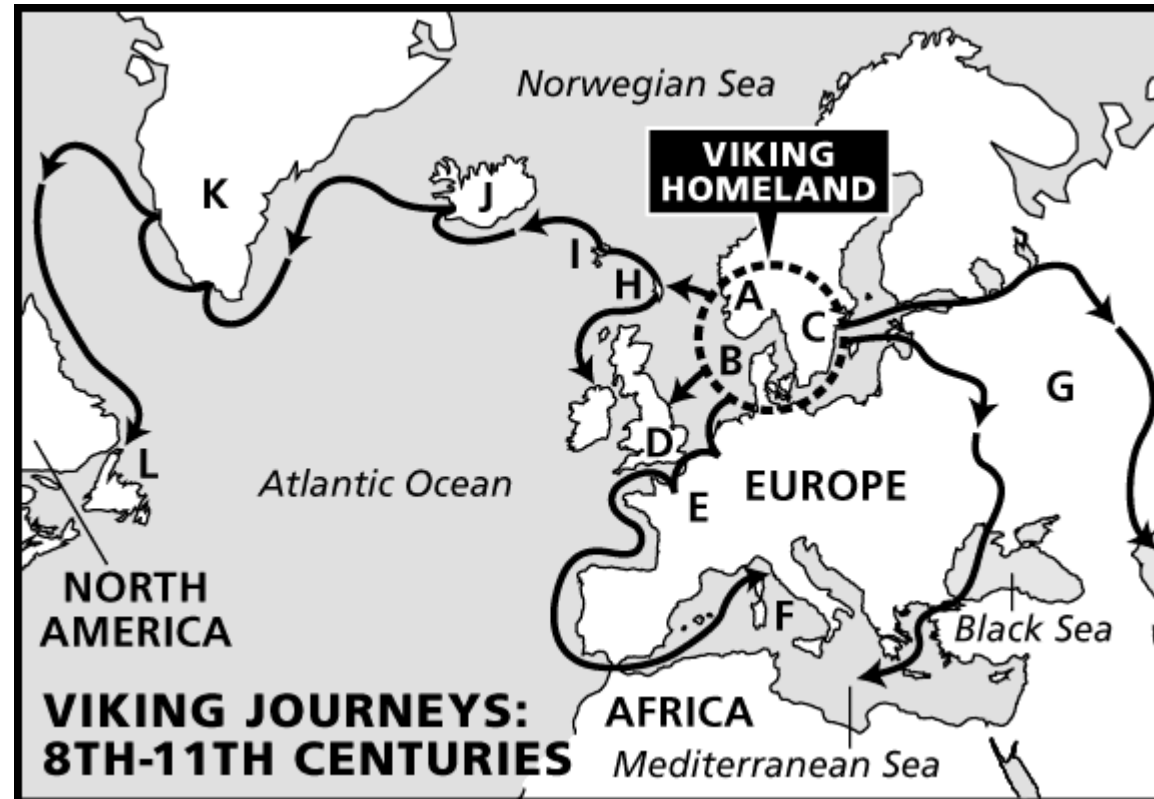 Norwegian Sea
VIKING
HOMELAND
K
J
I
H
A
C
B
G
D
L
Atlantic Ocean
E
EUROPE
NORTH
AMERICA
F
Black Sea
VIKING JOURNEYS:
8TH-11TH CENTURIES
AFRICA
Mediterranean Sea